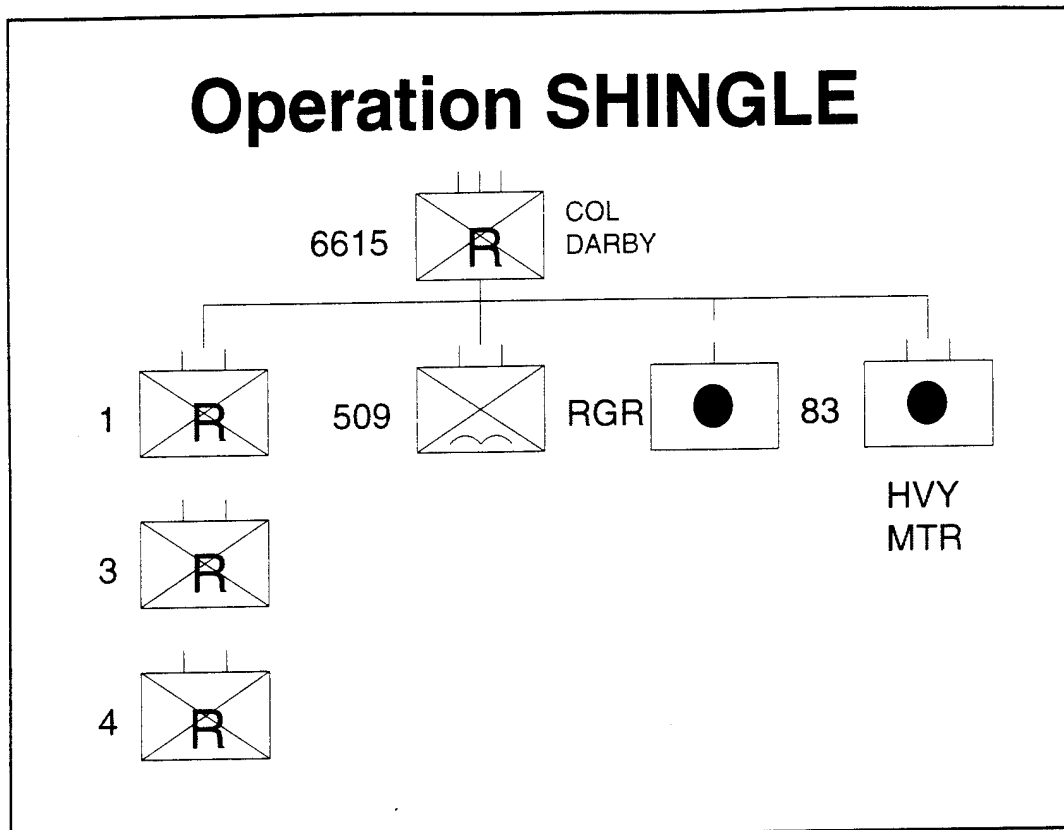 Operation SHINGLE
6615
R
COL
DARBY
1
R
509
RGR
83
HVY
MTR
3
R
4
R